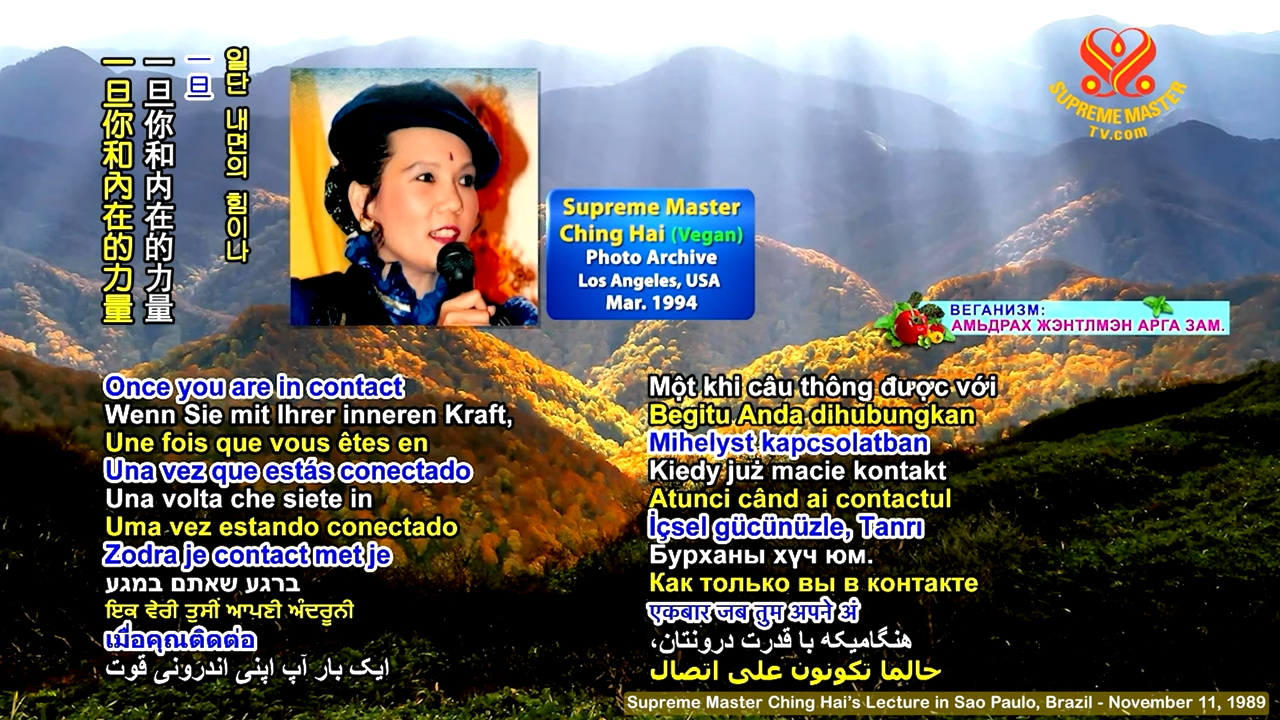 일단 내면의 힘이나
一旦
一旦你和内在的力量
一旦你和內在的力量
Supreme Master
Ching Hai (Vegan)
Photo Archive
Los Angeles, USA
Mar. 1994
SUPREME MASTER
TV.com
ВЕГАНИЗМ:
АМЬДРАХ ЖЭНТЛМЭН АРГА ЗАМ.
Once you are in contact
Wenn Sie mit Ihrer inneren Kraft,
Une fois que vous êtes en
Una vez que estás conectado
Una volta che siete in
Uma vez estando conectado
Zodra je contact met je
ברגע שאתם במגע
ਇਕ ਵੇਰੀ ਤੁਸੀਂ ਆਪਣੀ ਅੰਦਰੂਨੀ
เมื่อคุณติดต่อ
ایک بار آپ اپنی اندرونی قوت
Một khi câu thông được với
Begitu Anda dihubungkan
Mihelyst kapcsolatban
Kiedy już macie kontakt
Atunci când ai contactul
İçsel gücünüzle, Tanrı
Бурханы хүч юм.
Как только вы в контакте
एकबार जब तुम अपने अं
هنگامیکه با قدرت درونتان،
حالما تكونون على اتصال
Supreme Master Ching Hai's Lecture in Sao Paulo, Brazil - November 11, 1989